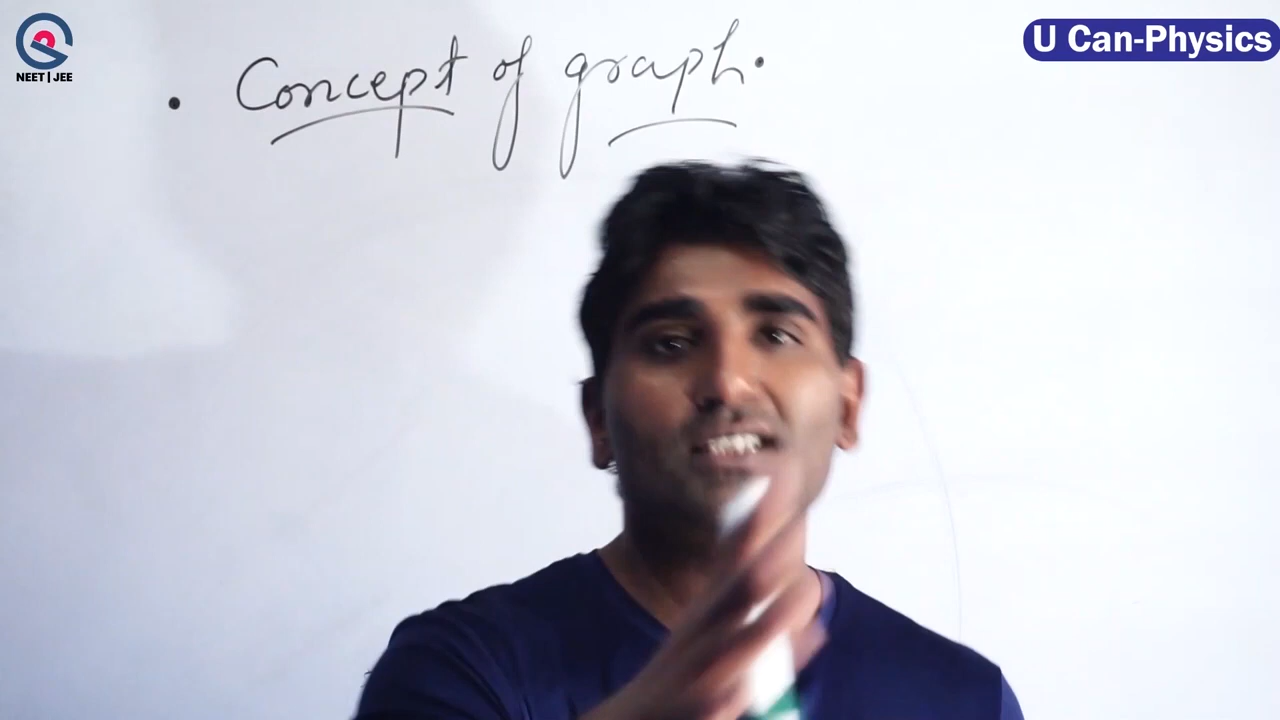 NEET | JEE
U Can-Physics
• Concept of graph.